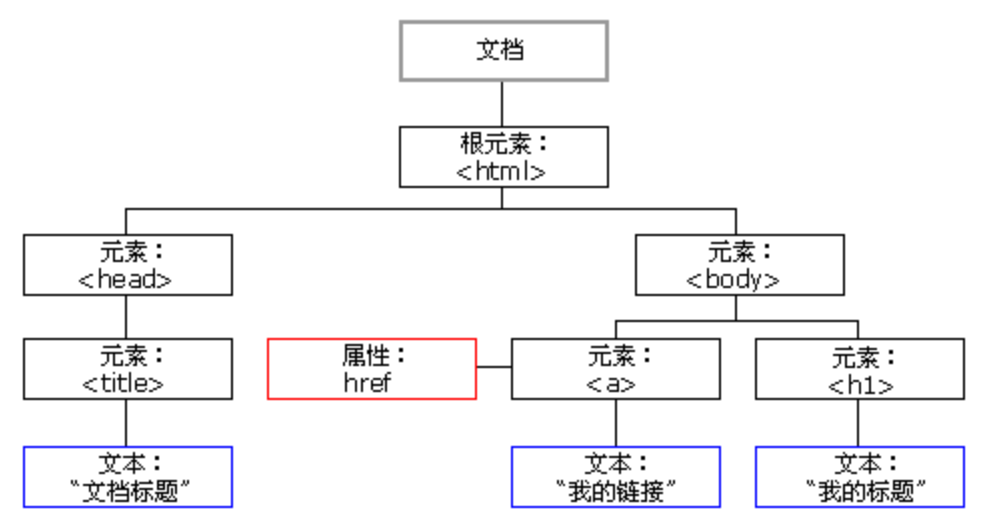 文档
根元素：
<html>
元素：
<head>
元素：
<body>
元素：
<title>
属性：
href
元素：
<a>
元素：
<h1>
文本：
“文档标题”
文本：
“我的链接”
文本：
“我的标题”